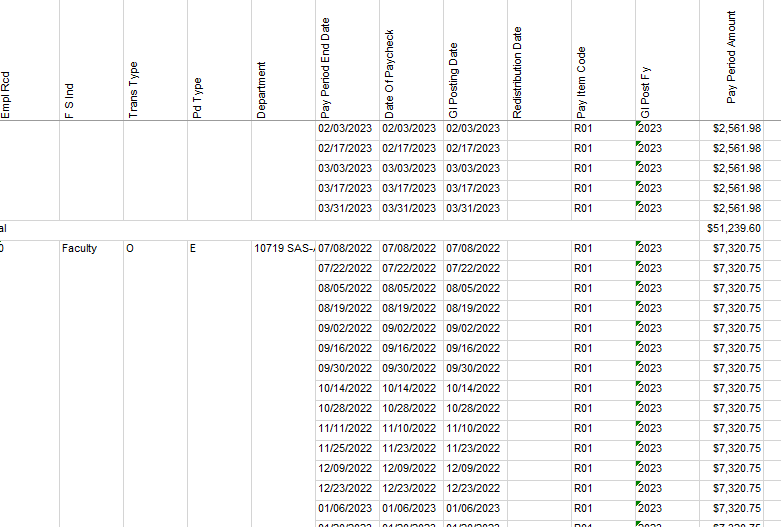 Empl Rcd F S Ind Trans Type Pd Type Department Pay Period End Date Date Of Paycheck Gl Posting Date Redistribution Date Pay Item Code Gl Post Fy Pay Period Amount
02/03/2023 02/03/2023 02/03/2023 R01 2023 $2,561.98
02/17/2023 02/17/2023 02/17/2023 R01 2023 $2,561.98
03/03/2023 03/03/2023 03/03/2023 R01 2023 $2,561.98
03/17/2023 03/17/2023 03/17/2023 R01 2023 $2,561.98
03/31/2023 03/31/2023 03/31/2023 R01 2023 $2,561.98
al $51,239.60
0 Faculty O E 10719 SAS-/ 07/08/2022 07/08/2022 07/08/2022 R01 2023 $7,320.75
07/22/2022 07/22/2022 07/22/2022 R01 2023 $7,320.75
08/05/2022 08/05/2022 08/05/2022 R01 2023 $7,320.75
08/19/2022 08/19/2022 08/19/2022 R01 2023 $7,320.75
09/02/2022 09/02/2022 09/02/2022 R01 2023 $7,320.75
09/16/2022 09/16/2022 09/16/2022 R01 2023 $7,320.75
09/30/2022 09/30/2022 09/30/2022 R01 2023 $7,320.75
10/14/2022 10/14/2022 10/14/2022 R01 2023 $7,320.75
10/28/2022 10/28/2022 10/28/2022 R01 2023 $7,320.75
11/11/2022 11/10/2022 11/10/2022 R01 2023 $7,320.75
11/25/2022 11/23/2022 11/23/2022 R01 2023 $7,320.75
12/09/2022 12/09/2022 12/09/2022 R01 2023 $7,320.75
12/23/2022 12/23/2022 12/23/2022 R01 2023 $7,320.75
01/06/2023 01/06/2023 01/06/2023 R01 2023 $7,320.75